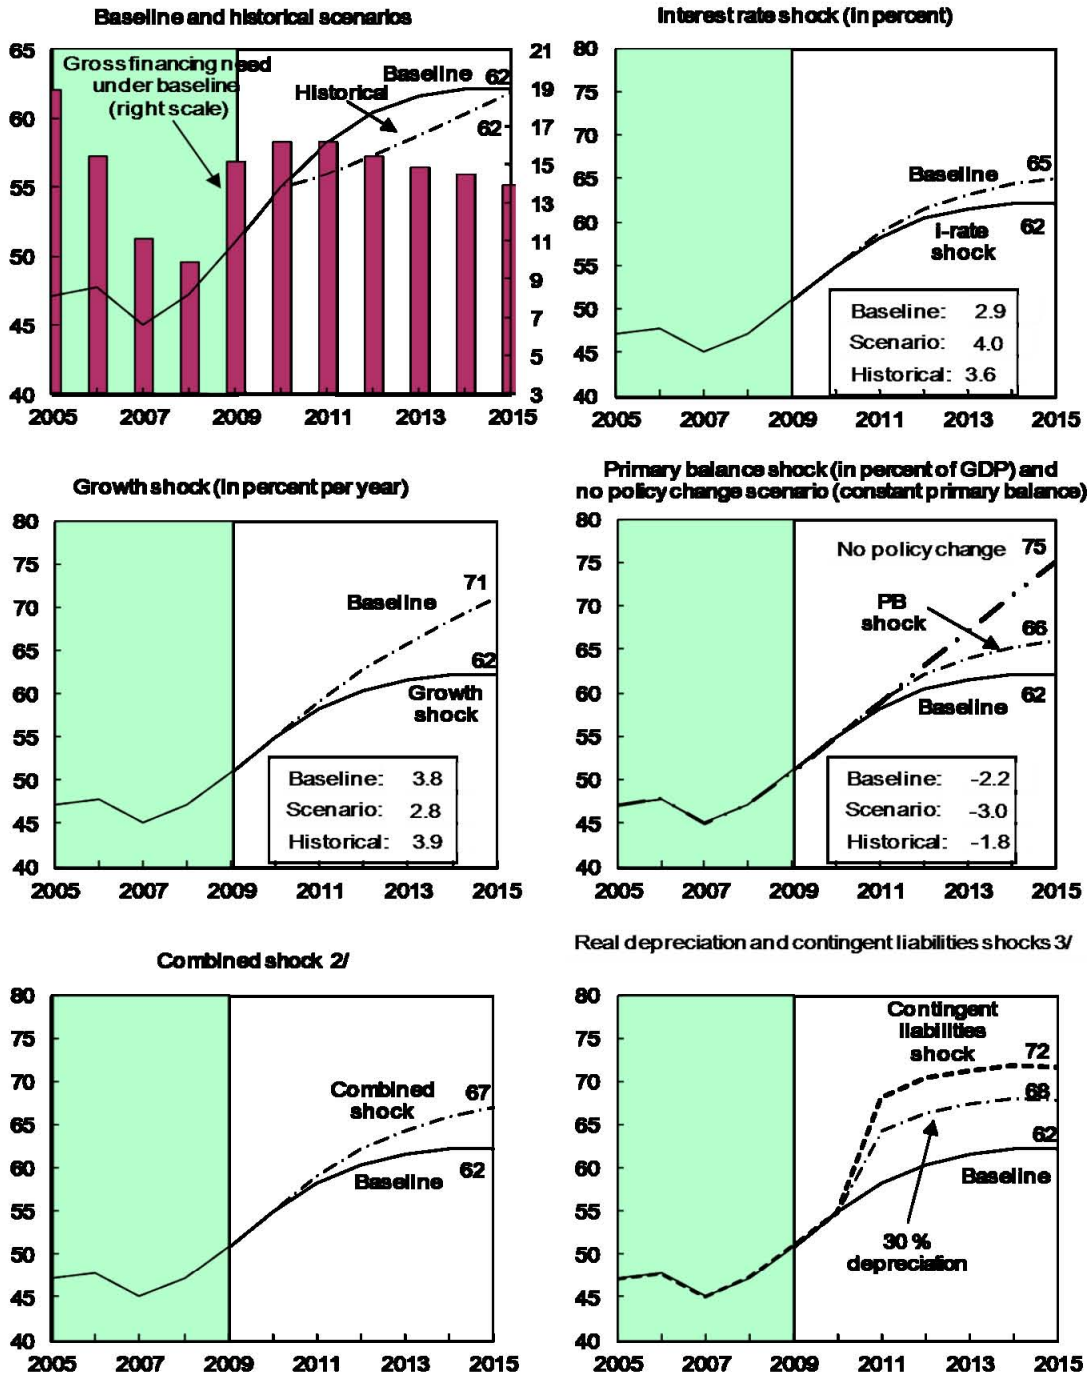 Baseline and historical scenarios
65
60
55
50
45
40
21
19
17
15
13
11
9
7
5
3
Gross financing need
under baseline
(right scale)
Baseline
Historical
62
62
2005 2007 2009 2011 2013 2015
Interest rate shock (in percent)
80
75
70
65
60
55
50
45
40
Baseline
65
i-rate
shock
62
Baseline: 2.9
Scenario: 4.0
Historical: 3.6
2005 2007 2009 2011 2013 2015
Growth shock (in percent per year)
80
75
70
65
60
55
50
45
40
71
Baseline
62
Growth
shock
Baseline: 3.8
Scenario: 2.8
Historical: 3.9
2005 2007 2009 2011 2013 2015
Primary balance shock (in percent of GDP) and
no policy change scenario (constant primary balance)
80
75
70
65
60
55
50
45
40
No policy change 75
PB
shock
66
Baseline
62
Baseline: -2.2
Scenario: -3.0
Historical: -1.8
2005 2007 2009 2011 2013 2015
Combined shock 2/
80
75
70
65
60
55
50
45
40
Combined
shock
67
Baseline
62
2005 2007 2009 2011 2013 2015
Real depreciation and contingent liabilities shocks 3/
80
75
70
65
60
55
50
45
40
Contingent
liabilities
shock
72
68
62
Baseline
30 %
depreciation
2005 2007 2009 2011 2013 2015